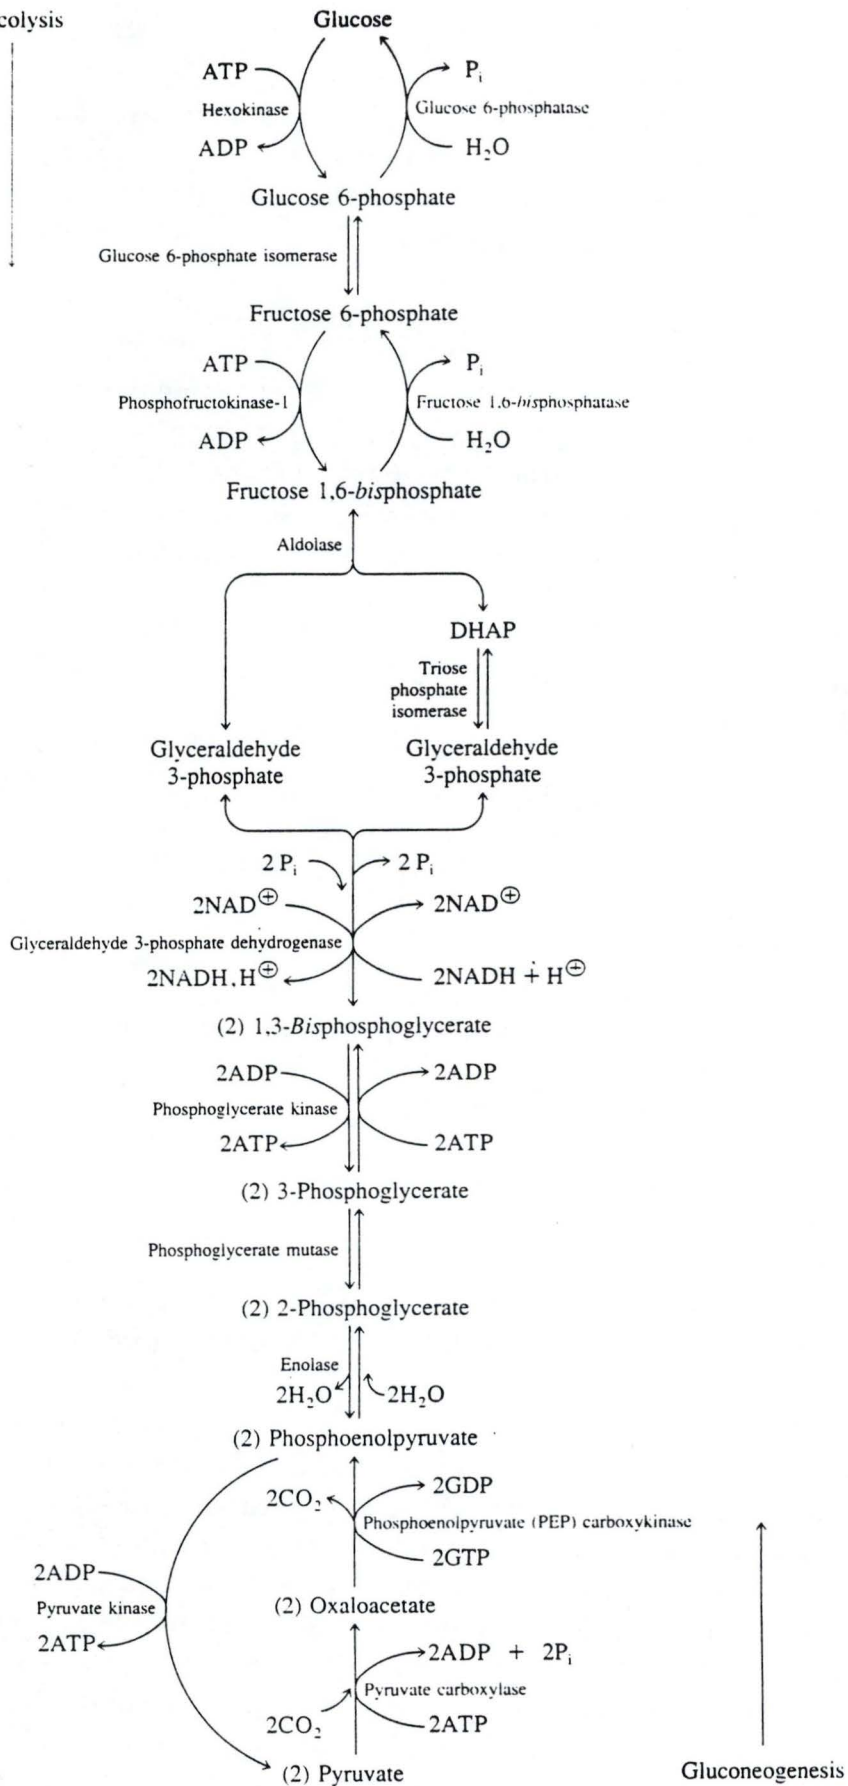 colysis
Glucose
ATP
Pᵢ
Hexokinase
Glucose 6-phosphatase
ADP
H₂O
Glucose 6-phosphate
Glucose 6-phosphate isomerase
Fructose 6-phosphate
ATP
Pᵢ
Phosphofructokinase-1
Fructose 1,6-bisphosphatase
ADP
H₂O
Fructose 1,6-bisphosphate
Aldolase
DHAP
Triose
phosphate
isomerase
Glyceraldehyde
3-phosphate
Glyceraldehyde
3-phosphate
2 Pᵢ
2 Pᵢ
2NAD⊕
2NAD⊕
Glyceraldehyde 3-phosphate dehydrogenase
2NADH.H⊕
2NADH + H⊕
(2) 1,3-Bisphosphoglycerate
2ADP
2ADP
Phosphoglycerate kinase
2ATP
2ATP
(2) 3-Phosphoglycerate
Phosphoglycerate mutase
(2) 2-Phosphoglycerate
Enolase
2H₂O
2H₂O
(2) Phosphoenolpyruvate
2CO₂
2GDP
Phosphoenolpyruvate (PEP) carboxykinase
2GTP
2ADP
Pyruvate kinase
2ATP
(2) Oxaloacetate
2ADP + 2Pᵢ
Pyruvate carboxylase
2CO₂
2ATP
(2) Pyruvate
Gluconeogenesis